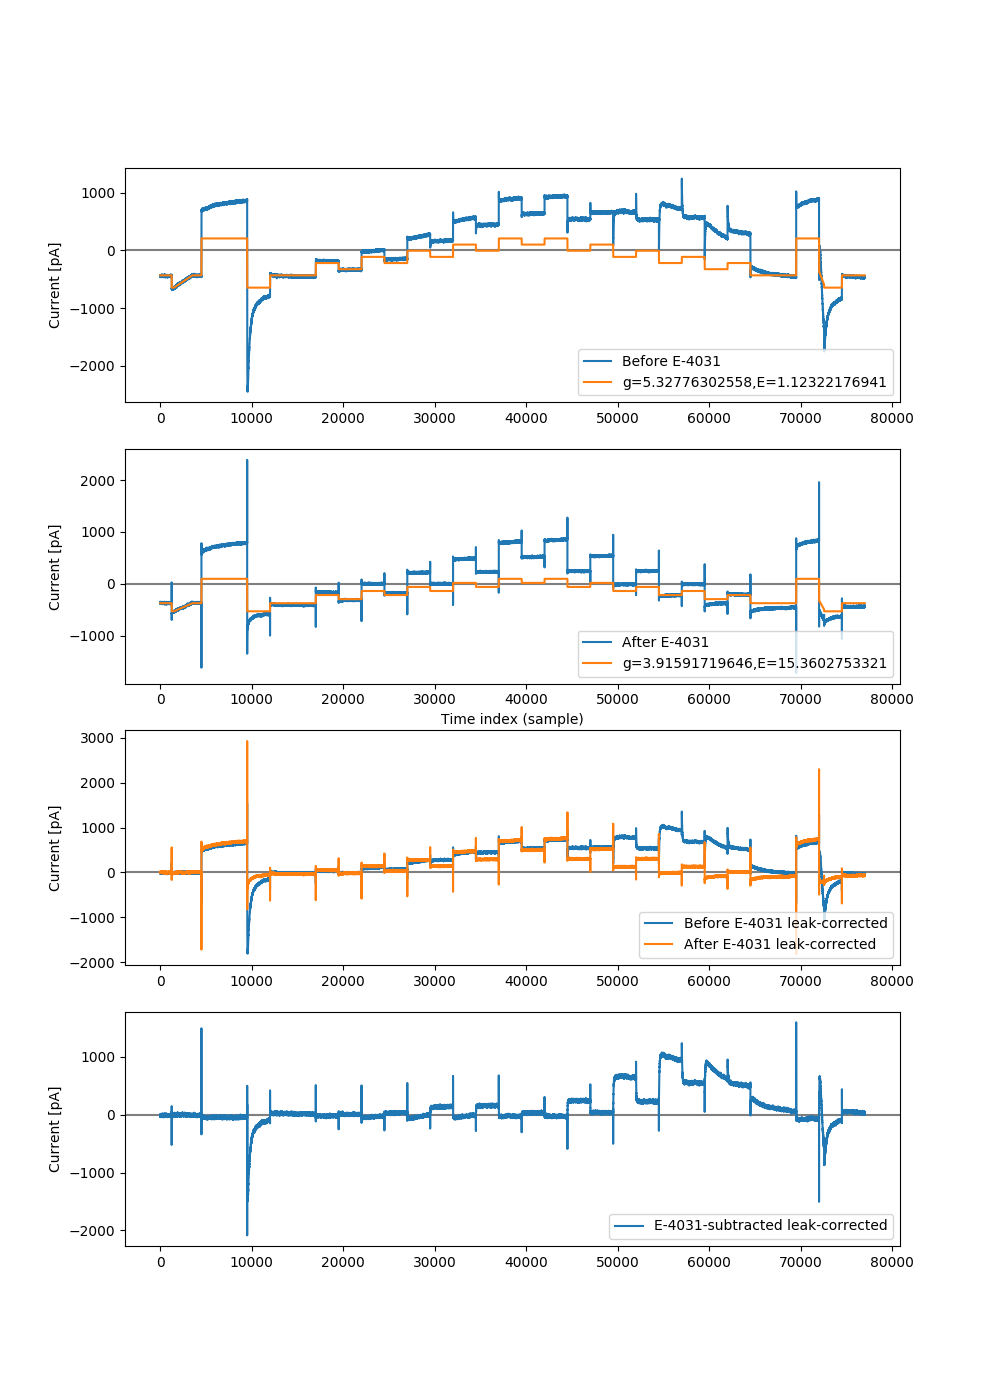 1000
0
−1000
−2000
Current [pA]
Before E-4031
g=5.32776302558,E=1.12322176941
0 10000 20000 30000 40000 50000 60000 70000 80000
2000
1000
0
−1000
Current [pA]
After E-4031
g=3.91591719646,E=15.3602753321
0 10000 20000 30000 40000 50000 60000 70000 80000
Time index (sample)
3000
2000
1000
0
−1000
−2000
Current [pA]
Before E-4031 leak-corrected
After E-4031 leak-corrected
0 10000 20000 30000 40000 50000 60000 70000 80000
1000
0
−1000
−2000
Current [pA]
E-4031-subtracted leak-corrected
0 10000 20000 30000 40000 50000 60000 70000 80000